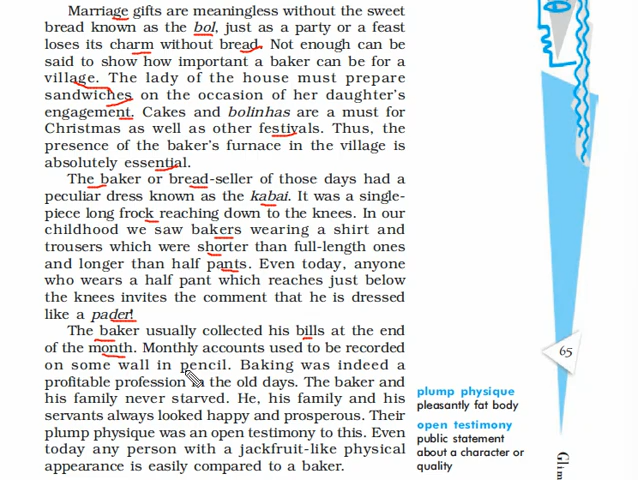 Marriage gifts are meaningless without the sweet
bread known as the bol, just as a party or a feast
loses its charm without bread. Not enough can be
said to show how important a baker can be for a
village. The lady of the house must prepare
sandwiches on the occasion of her daughter's
engagement. Cakes and bolinhas are a must for
Christmas as well as other festivals. Thus, the
presence of the baker's furnace in the village is
absolutely essential.
The baker or bread-seller of those days had a
peculiar dress known as the kabai. It was a single-
piece long frock reaching down to the knees. In our
childhood we saw bakers wearing a shirt and
trousers which were shorter than full-length ones
and longer than half pants. Even today, anyone
who wears a half pant which reaches just below
the knees invites the comment that he is dressed
like a pader!
The baker usually collected his bills at the end
of the month. Monthly accounts used to be recorded
on some wall in pencil. Baking was indeed a
profitable profession in the old days. The baker and
his family never starved. He, his family and his
servants always looked happy and prosperous. Their
plump physique was an open testimony to this. Even
today any person with a jackfruit-like physical
appearance is easily compared to a baker.
65
plump physique
pleasantly fat body
open testimony
public statement
about a character or
quality
Glim